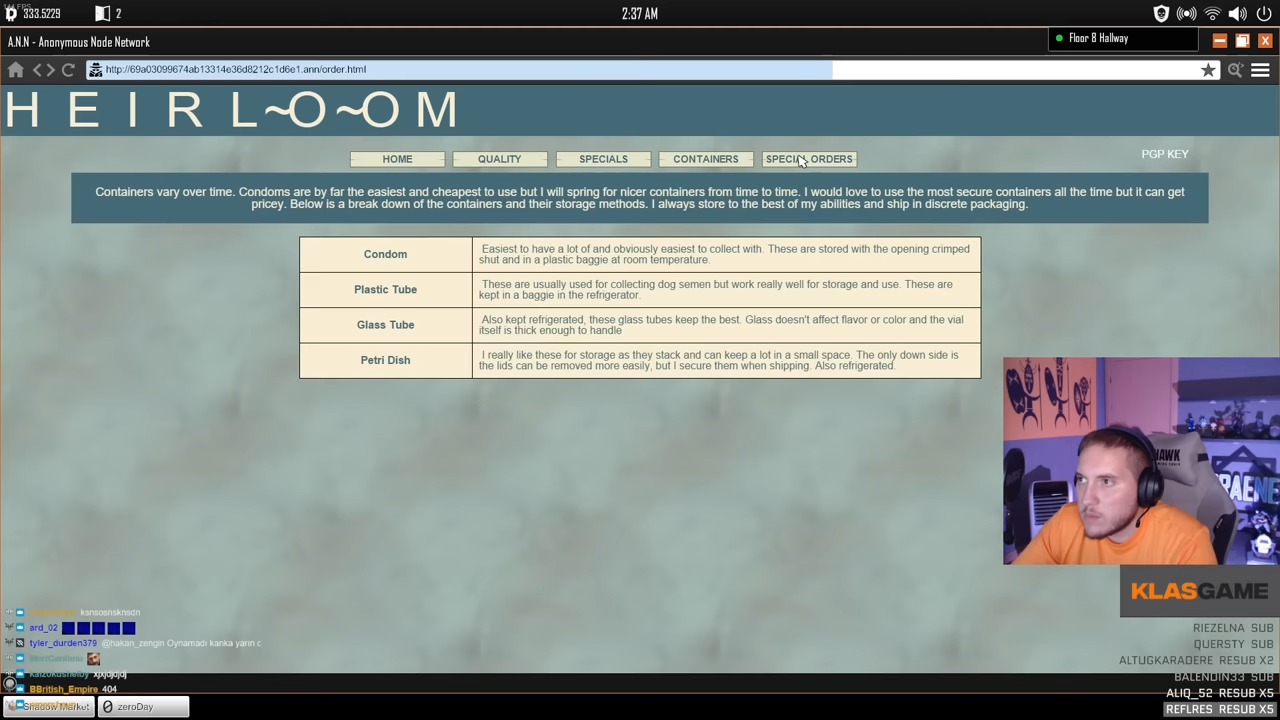 333.5229
2
2:37 AM
A.N.N - Anonymous Node Network
Floor 8 Hallway
http://69a03099674ab13314e36d8212c1d6e1.ann/order.html
HEIRL~O~OM
HOME
QUALITY
SPECIALS
CONTAINERS
SPECIAL ORDERS
PGP KEY
Containers vary over time. Condoms are by far the easiest and cheapest to use but I will spring for nicer containers from time to time. I would love to use the most secure containers all the time but it can get
pricey. Below is a break down of the containers and their storage methods. I always store to the best of my abilities and ship in discrete packaging.
Condom
Easiest to have a lot of and obviously easiest to collect with. These are stored with the opening crimped
shut and in a plastic baggie at room temperature.
Plastic Tube
These are usually used for collecting dog semen but work really well for storage and use. These are
kept in a baggie in the refrigerator.
Glass Tube
Also kept refrigerated, these glass tubes keep the best. Glass doesn't affect flavor or color and the vial
itself is thick enough to handle
Petri Dish
I really like these for storage as they stack and can keep a lot in a small space. The only down side is
the lids can be removed more easily, but I secure them when shipping. Also refrigerated.
HAWK
KLASGAME
ksnsosnsknsdn
ard_02
tyler_durden379 @hakan_zengin Oynamadı kanka yarın c
xjxjdjdjdj
BBritish_Empire 404
RIEZELNA SUB
QUERSTY SUB
ALTUGKARADERE RESUB X2
BALENDIN33 SUB
ALIQ_52 RESUB X5
REFLRES RESUB X5
Shadow Market
zeroDay